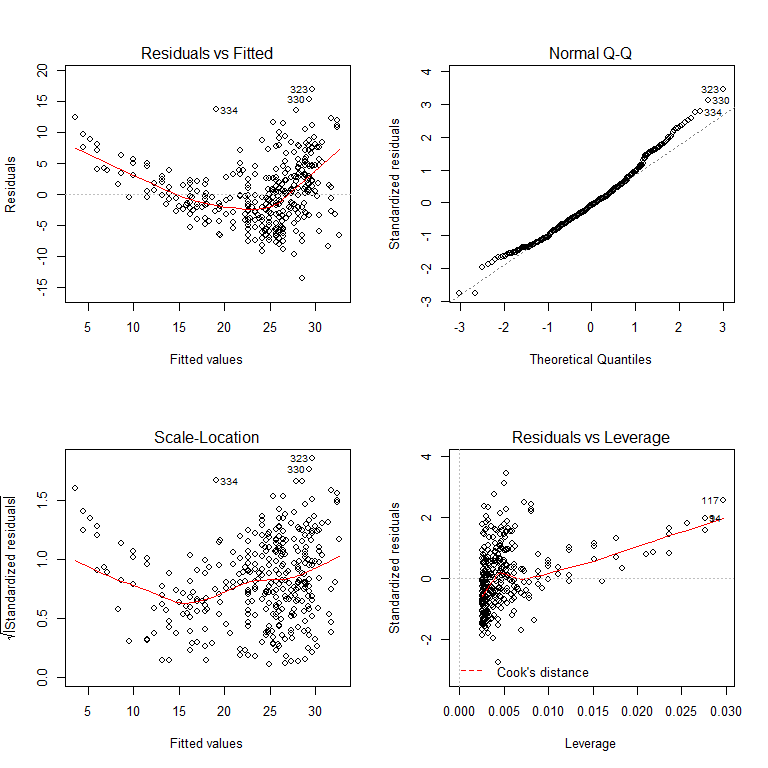 Residuals vs Fitted
Residuals
20
15
10
5
0
-5
-10
-15
323
330
334
5 10 15 20 25 30
Fitted values
Normal Q-Q
Standardized residuals
4
3
2
1
0
-1
-2
-3
323
330
334
-3 -2 -1 0 1 2 3
Theoretical Quantiles
Scale-Location
√|Standardized residuals|
1.5
1.0
0.5
0.0
323
330
334
5 10 15 20 25 30
Fitted values
Residuals vs Leverage
Standardized residuals
4
2
0
-2
117
94
Cook's distance
0.000 0.005 0.010 0.015 0.020 0.025 0.030
Leverage